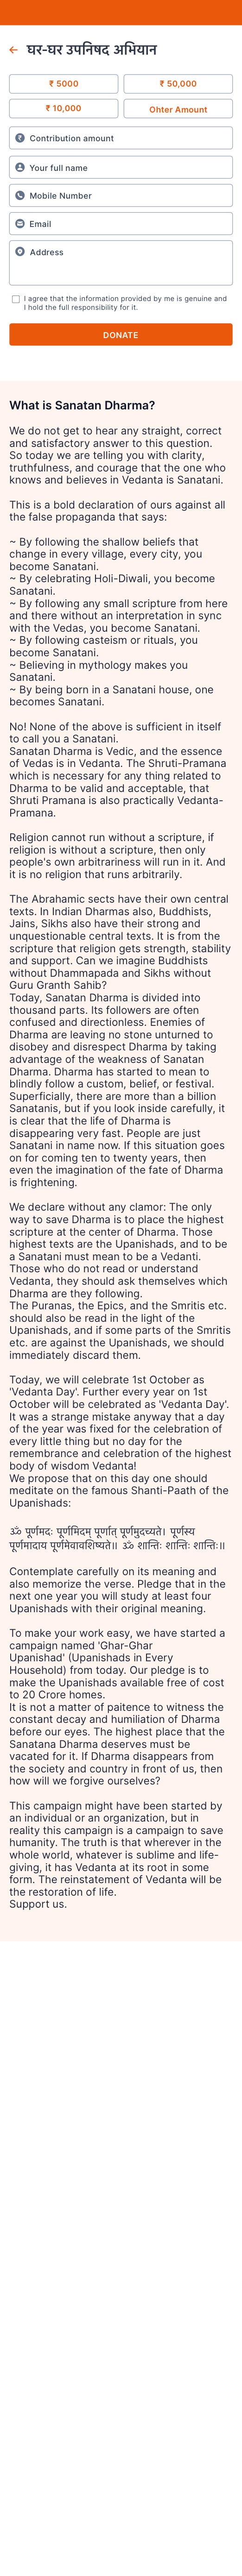 घर-घर उपनिषद अभियान
₹ 5000
₹ 50,000
₹ 10,000
Ohter Amount
Contribution amount
Your full name
Mobile Number
Email
Address
I agree that the information provided by me is genuine and
I hold the full responsibility for it.
DONATE
What is Sanatan Dharma?
We do not get to hear any straight, correct
and satisfactory answer to this question.
So today we are telling you with clarity,
truthfulness, and courage that the one who
knows and believes in Vedanta is Sanatani.
This is a bold declaration of ours against all
the false propaganda that says:
~ By following the shallow beliefs that
change in every village, every city, you
become Sanatani.
~ By celebrating Holi-Diwali, you become
Sanatani.
~ By following any small scripture from here
and there without an interpretation in sync
with the Vedas, you become Sanatani.
~ By following casteism or rituals, you
become Sanatani.
~ Believing in mythology makes you
Sanatani.
~ By being born in a Sanatani house, one
becomes Sanatani.
No! None of the above is sufficient in itself
to call you a Sanatani.
Sanatan Dharma is Vedic, and the essence
of Vedas is in Vedanta. The Shruti-Pramana
which is necessary for any thing related to
Dharma to be valid and acceptable, that
Shruti Pramana is also practically Vedanta-
Pramana.
Religion cannot run without a scripture, if
religion is without a scripture, then only
people's own arbitrariness will run in it. And
it is no religion that runs arbitrarily.
The Abrahamic sects have their own central
texts. In Indian Dharmas also, Buddhists,
Jains, Sikhs also have their strong and
unquestionable central texts. It is from the
scripture that religion gets strength, stability
and support. Can we imagine Buddhists
without Dhammapada and Sikhs without
Guru Granth Sahib?
Today, Sanatan Dharma is divided into
thousand parts. Its followers are often
confused and directionless. Enemies of
Dharma are leaving no stone unturned to
disobey and disrespect Dharma by taking
advantage of the weakness of Sanatan
Dharma. Dharma has started to mean to
blindly follow a custom, belief, or festival.
Superficially, there are more than a billion
Sanatanis, but if you look inside carefully, it
is clear that the life of Dharma is
disappearing very fast. People are just
Sanatani in name now. If this situation goes
on for coming ten to twenty years, then
even the imagination of the fate of Dharma
is frightening.
We declare without any clamor: The only
way to save Dharma is to place the highest
scripture at the center of Dharma. Those
highest texts are the Upanishads, and to be
a Sanatani must mean to be a Vedanti.
Those who do not read or understand
Vedanta, they should ask themselves which
Dharma are they following.
The Puranas, the Epics, and the Smritis etc.
should also be read in the light of the
Upanishads, and if some parts of the Smritis
etc. are against the Upanishads, we should
immediately discard them.
Today, we will celebrate 1st October as
'Vedanta Day'. Further every year on 1st
October will be celebrated as 'Vedanta Day'.
It was a strange mistake anyway that a day
of the year was fixed for the celebration of
every little thing but no day for the
remembrance and celebration of the highest
body of wisdom Vedanta!
We propose that on this day one should
meditate on the famous Shanti-Paath of the
Upanishads:
ॐ पूर्णमदः पूर्णमिदम् पूर्णात् पूर्णमुदच्यते। पूर्णस्य
पूर्णमादाय पूर्णमेवावशिष्यते॥ ॐ शान्तिः शान्तिः शान्तिः॥
Contemplate carefully on its meaning and
also memorize the verse. Pledge that in the
next one year you will study at least four
Upanishads with their original meaning.
To make your work easy, we have started a
campaign named 'Ghar-Ghar
Upanishad' (Upanishads in Every
Household) from today. Our pledge is to
make the Upanishads available free of cost
to 20 Crore homes.
It is not a matter of paitence to witness the
constant decay and humiliation of Dharma
before our eyes. The highest place that the
Sanatana Dharma deserves must be
vacated for it. If Dharma disappears from
the society and country in front of us, then
how will we forgive ourselves?
This campaign might have been started by
an individual or an organization, but in
reality this campaign is a campaign to save
humanity. The truth is that wherever in the
whole world, whatever is sublime and life-
giving, it has Vedanta at its root in some
form. The reinstatement of Vedanta will be
the restoration of life.
Support us.